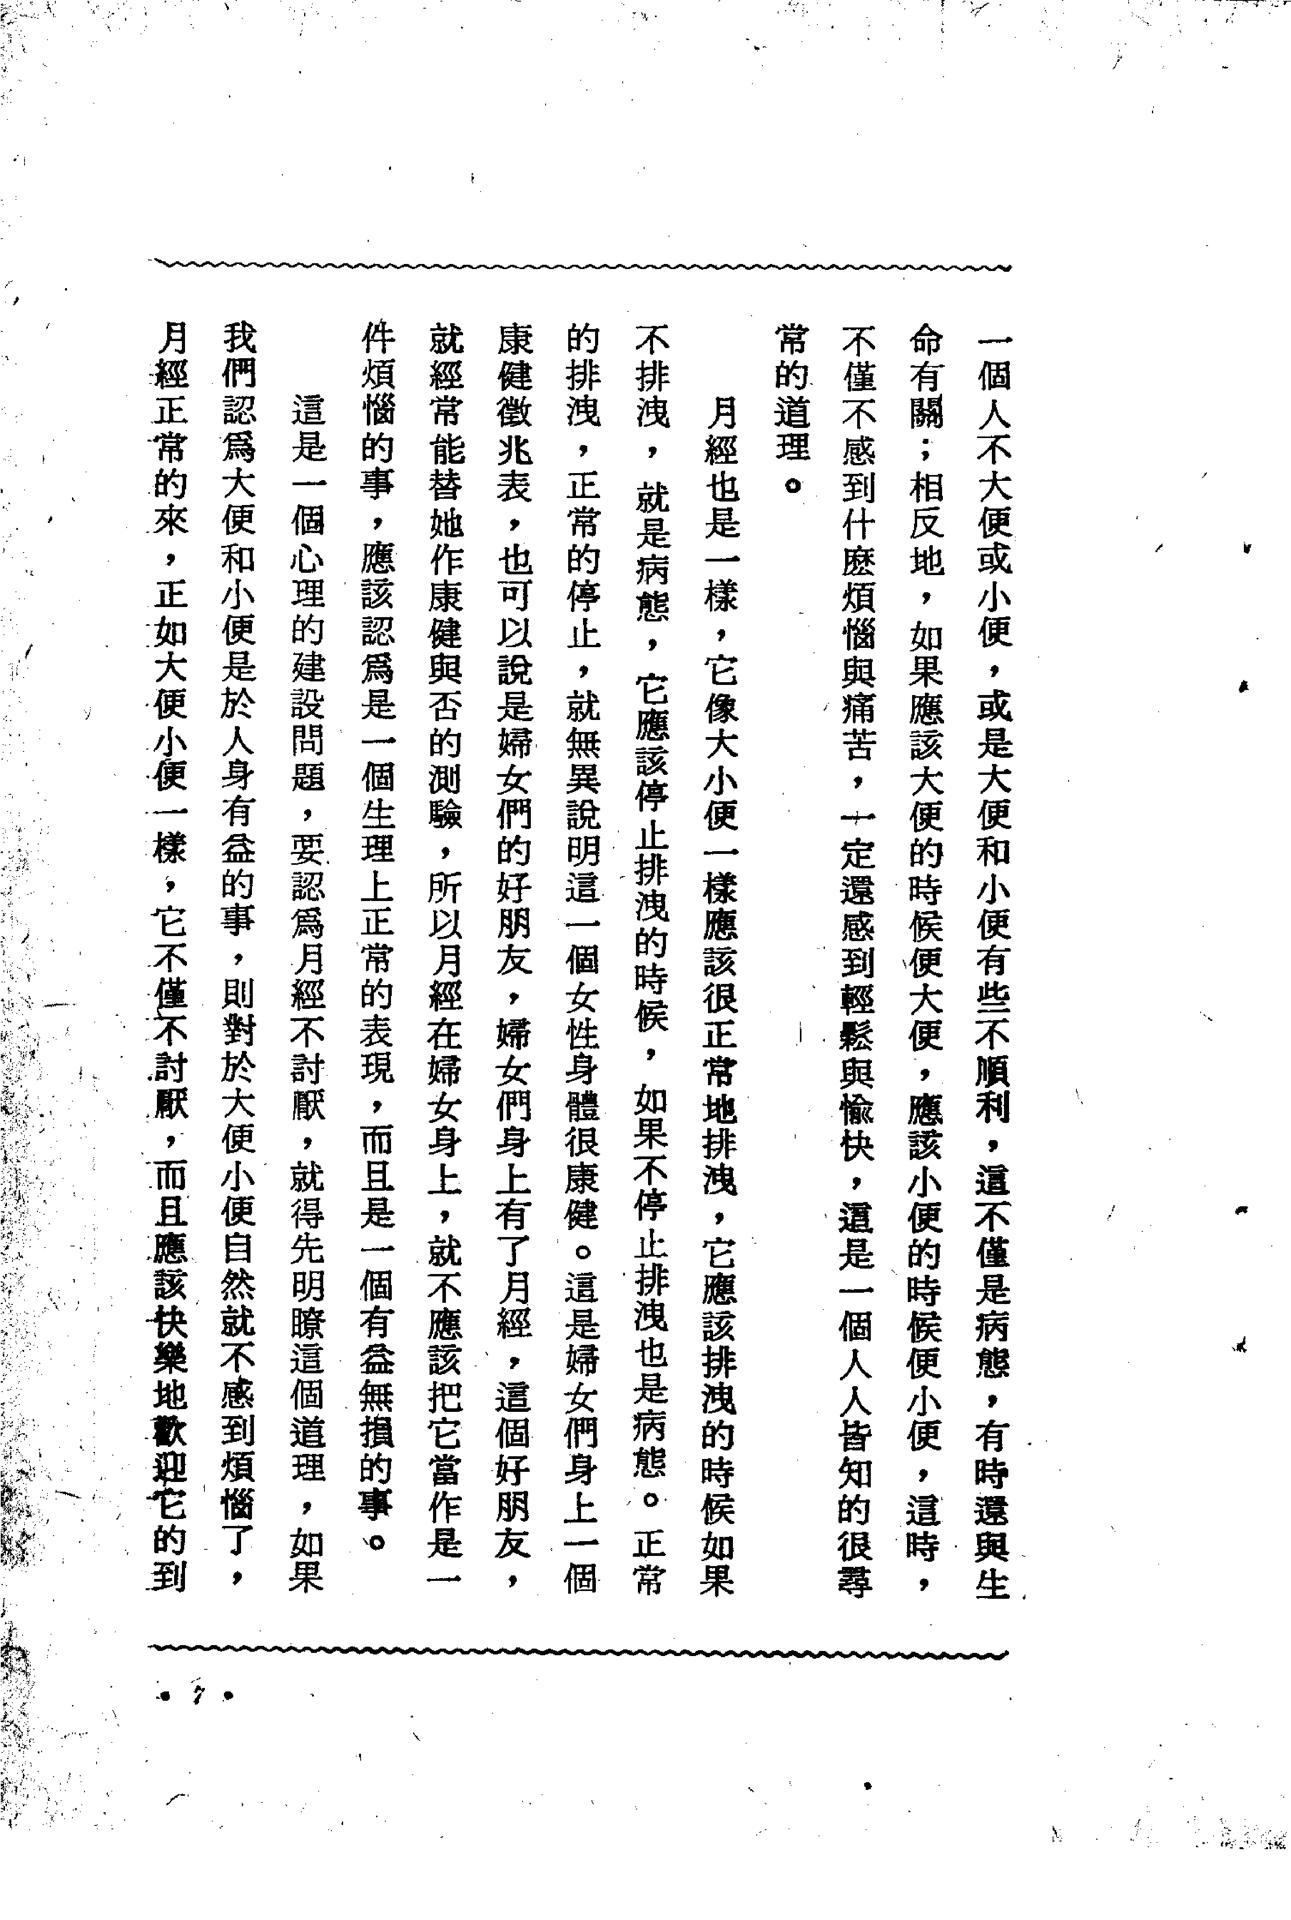 一個人不大便或小便，或是大便和小便有些不順利，這不僅是病態，有時還與生
命有關；相反地，如果應該大便的時候便大便，應該小便的時候便小便，這時，
不僅不感到什麽煩惱與痛苦，一定還感到輕鬆與愉快，這是一個人人皆知的很尋
常的道理。
月經也是一樣，它像大小便一樣應該很正常地排洩，它應該排洩的時候如果
不排洩，就是病態，它應該停止排洩的時候，如果不停止排洩也是病態。正常
的排洩，正常的停止，就無異說明這一個女性身體很康健。這是婦女們身上一個
康健徵兆表，也可以說是婦女們的好朋友，婦女們身上有了月經，這個好朋友，
就經常能替她作康健與否的測驗，所以月經在婦女身上，就不應該把它當作是一
件煩惱的事，應該認爲是一個生理上正常的表現，而且是一個有益無損的事。
這是一個心理的建設問題，要認爲月經不討厭，就得先明瞭這個道理，如果
我們認爲大便和小便是於人身有益的事，則對於大便小便自然就不感到煩惱了，
月經正常的來，正如大便小便一樣，它不僅不討厭，而且應該快樂地歡迎它的到
•7•